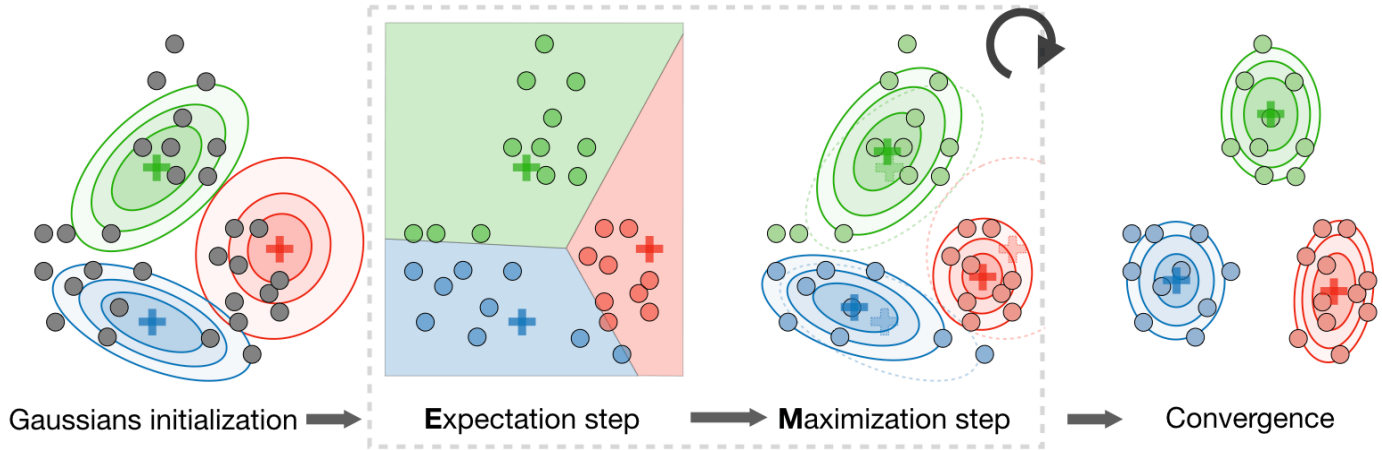 Gaussians initialization
Expectation step
Maximization step
Convergence